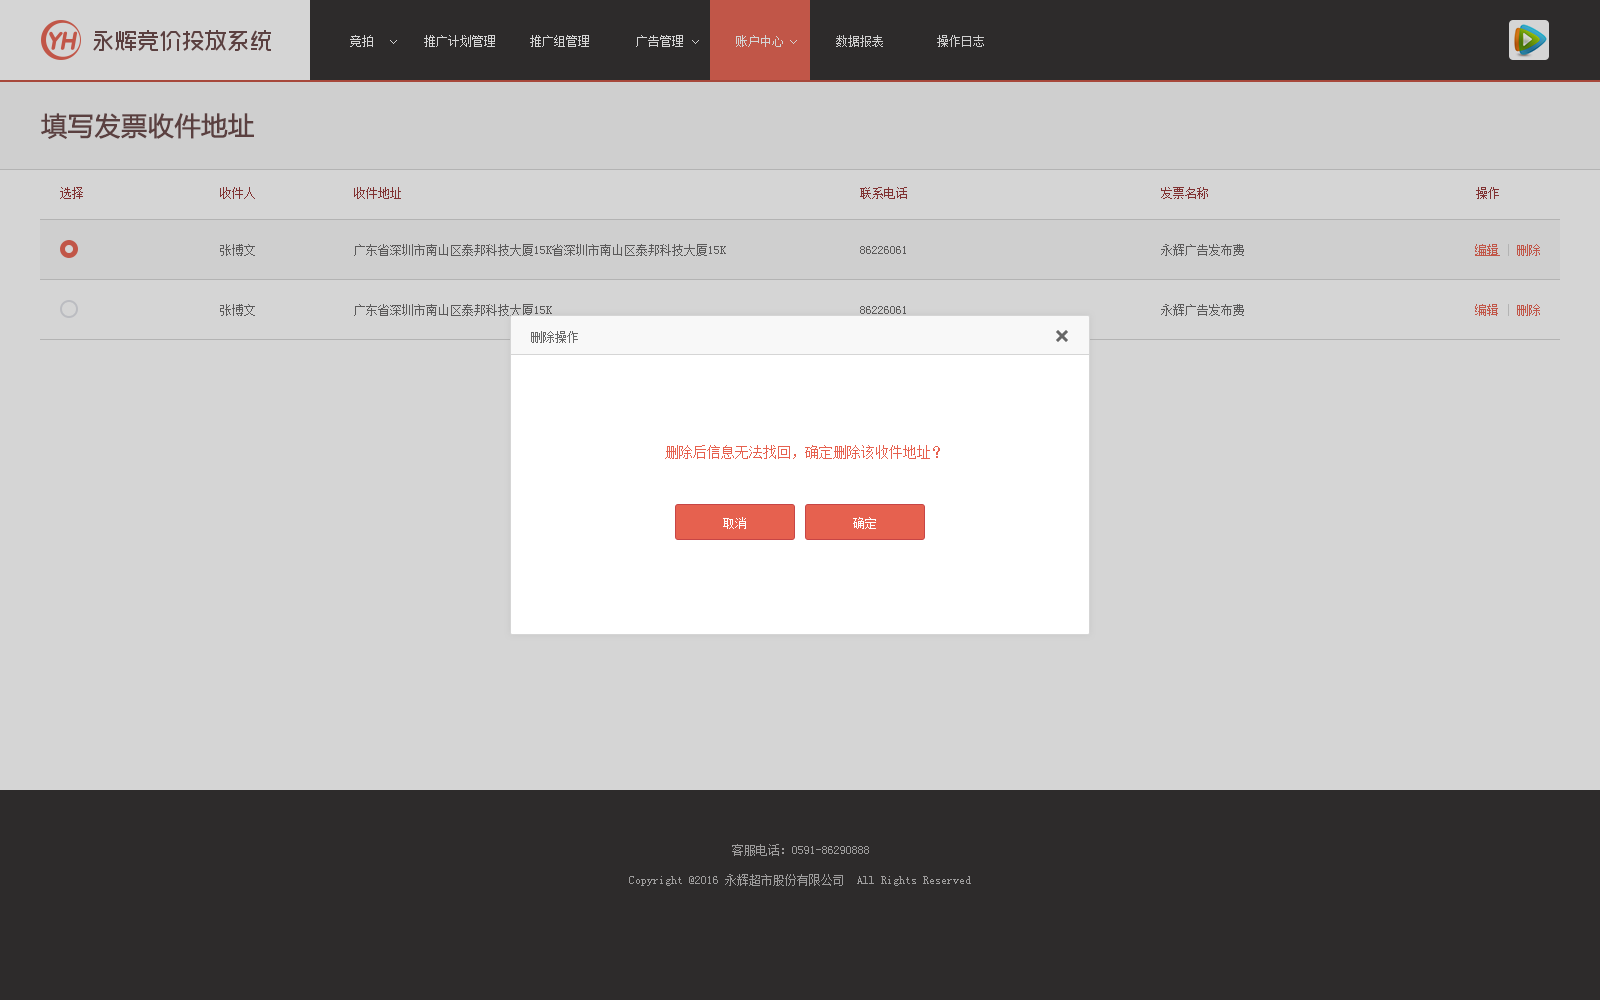 YH 永辉竞价投放系统 竞拍 推广计划管理 推广组管理 广告管理 账户中心 数据报表 操作日志
填写发票收件地址
选择 收件人 收件地址 联系电话 发票名称 操作
张博文 广东省深圳市南山区泰邦科技大厦15K省深圳市南山区泰邦科技大厦15K 86226061 永辉广告发布费 编辑 | 删除
张博文 广东省深圳市南山区泰邦科技大厦15K 86226061 永辉广告发布费 编辑 | 删除
删除操作
删除后信息无法找回，确定删除该收件地址？
取消 确定
客服电话：0591-86290888
Copyright @2016 永辉超市股份有限公司 All Rights Reserved